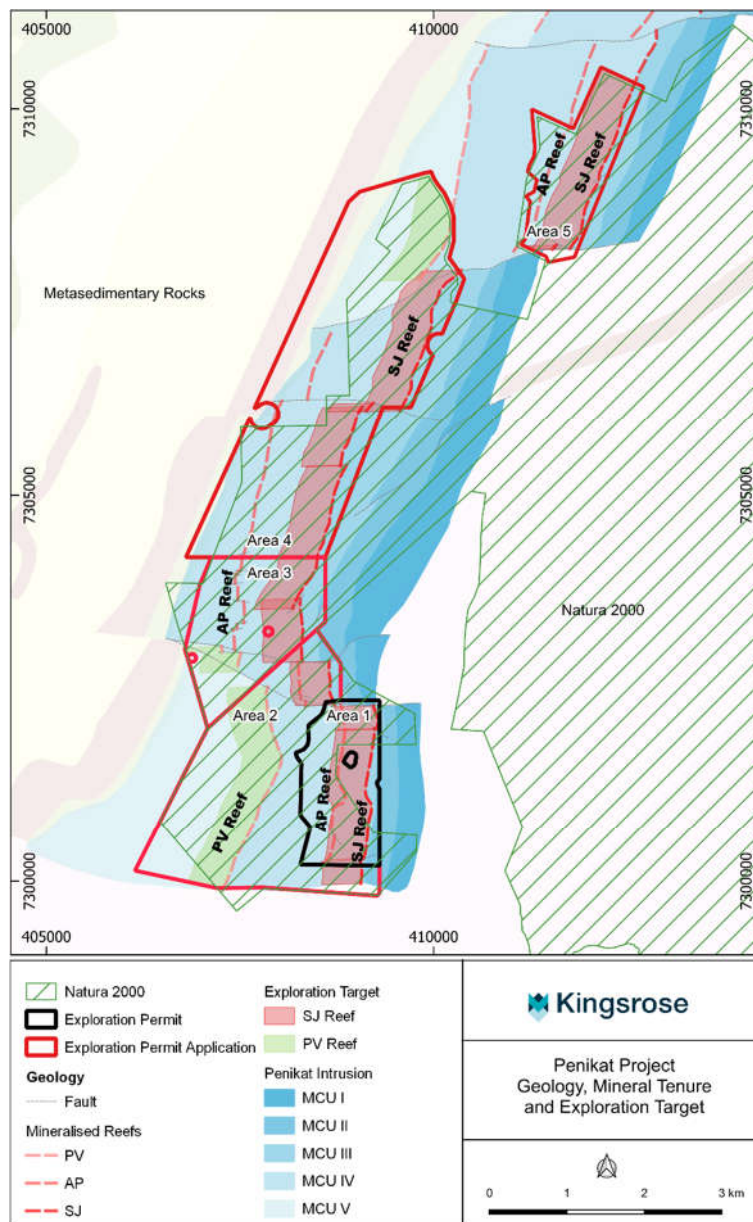 405000
410000
7310000
7310000
AP Reef
SJ Reef
Area 5
Metasedimentary Rocks
SJ Reef
7305000
7305000
Area 4
Area 3
AP Reef
Natura 2000
Area 2
Area 1
PV Reef
AP Reef
SJ Reef
7300000
7300000
405000
410000
Natura 2000
Exploration Permit
Exploration Permit Application
Geology
Fault
Mineralised Reefs
PV
AP
SJ
Exploration Target
SJ Reef
PV Reef
Penikat Intrusion
MCU I
MCU II
MCU III
MCU IV
MCU V
Kingsrose
Penikat Project
Geology, Mineral Tenure
and Exploration Target
0 1 2 3 km